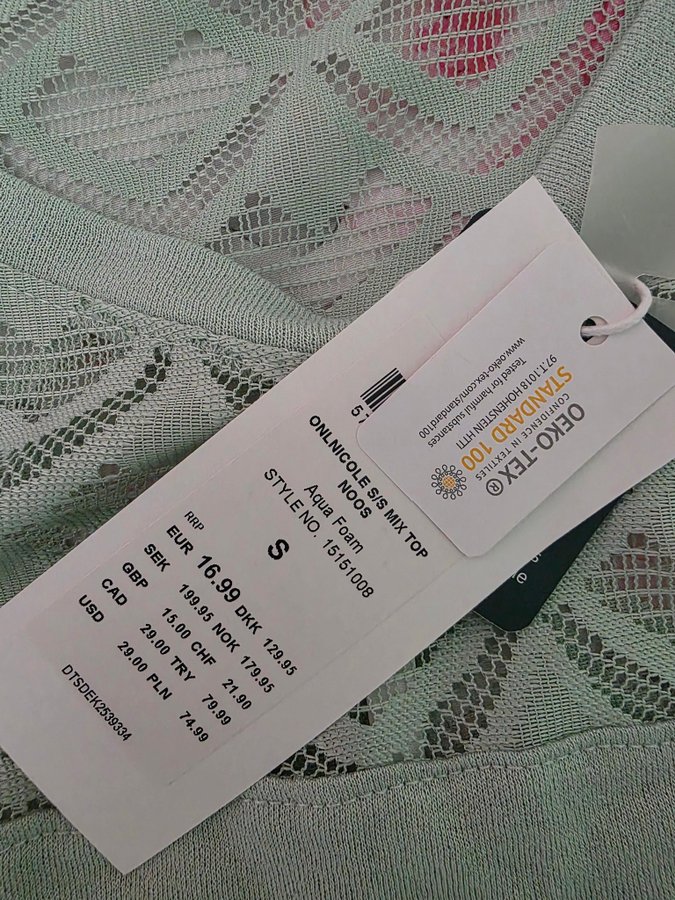 OEKO-TEX ®
CONFIDENCE IN TEXTILES
STANDARD 100
97.T.1018 HOHENSTEIN HTTI
Tested for harmful substances
www.oeko-tex.com/standard100
5
ONLNICOLE S/S MIX TOP
NOOS
Aqua Foam
STYLE NO. 15151008
S
RRP
EUR 16.99 DKK 129.95
SEK 199.95 NOK 179.95
GBP 15.00 CHF 21.90
CAD 29.00 TRY 79.99
USD 29.00 PLN 74.99
DTSDEK2539334